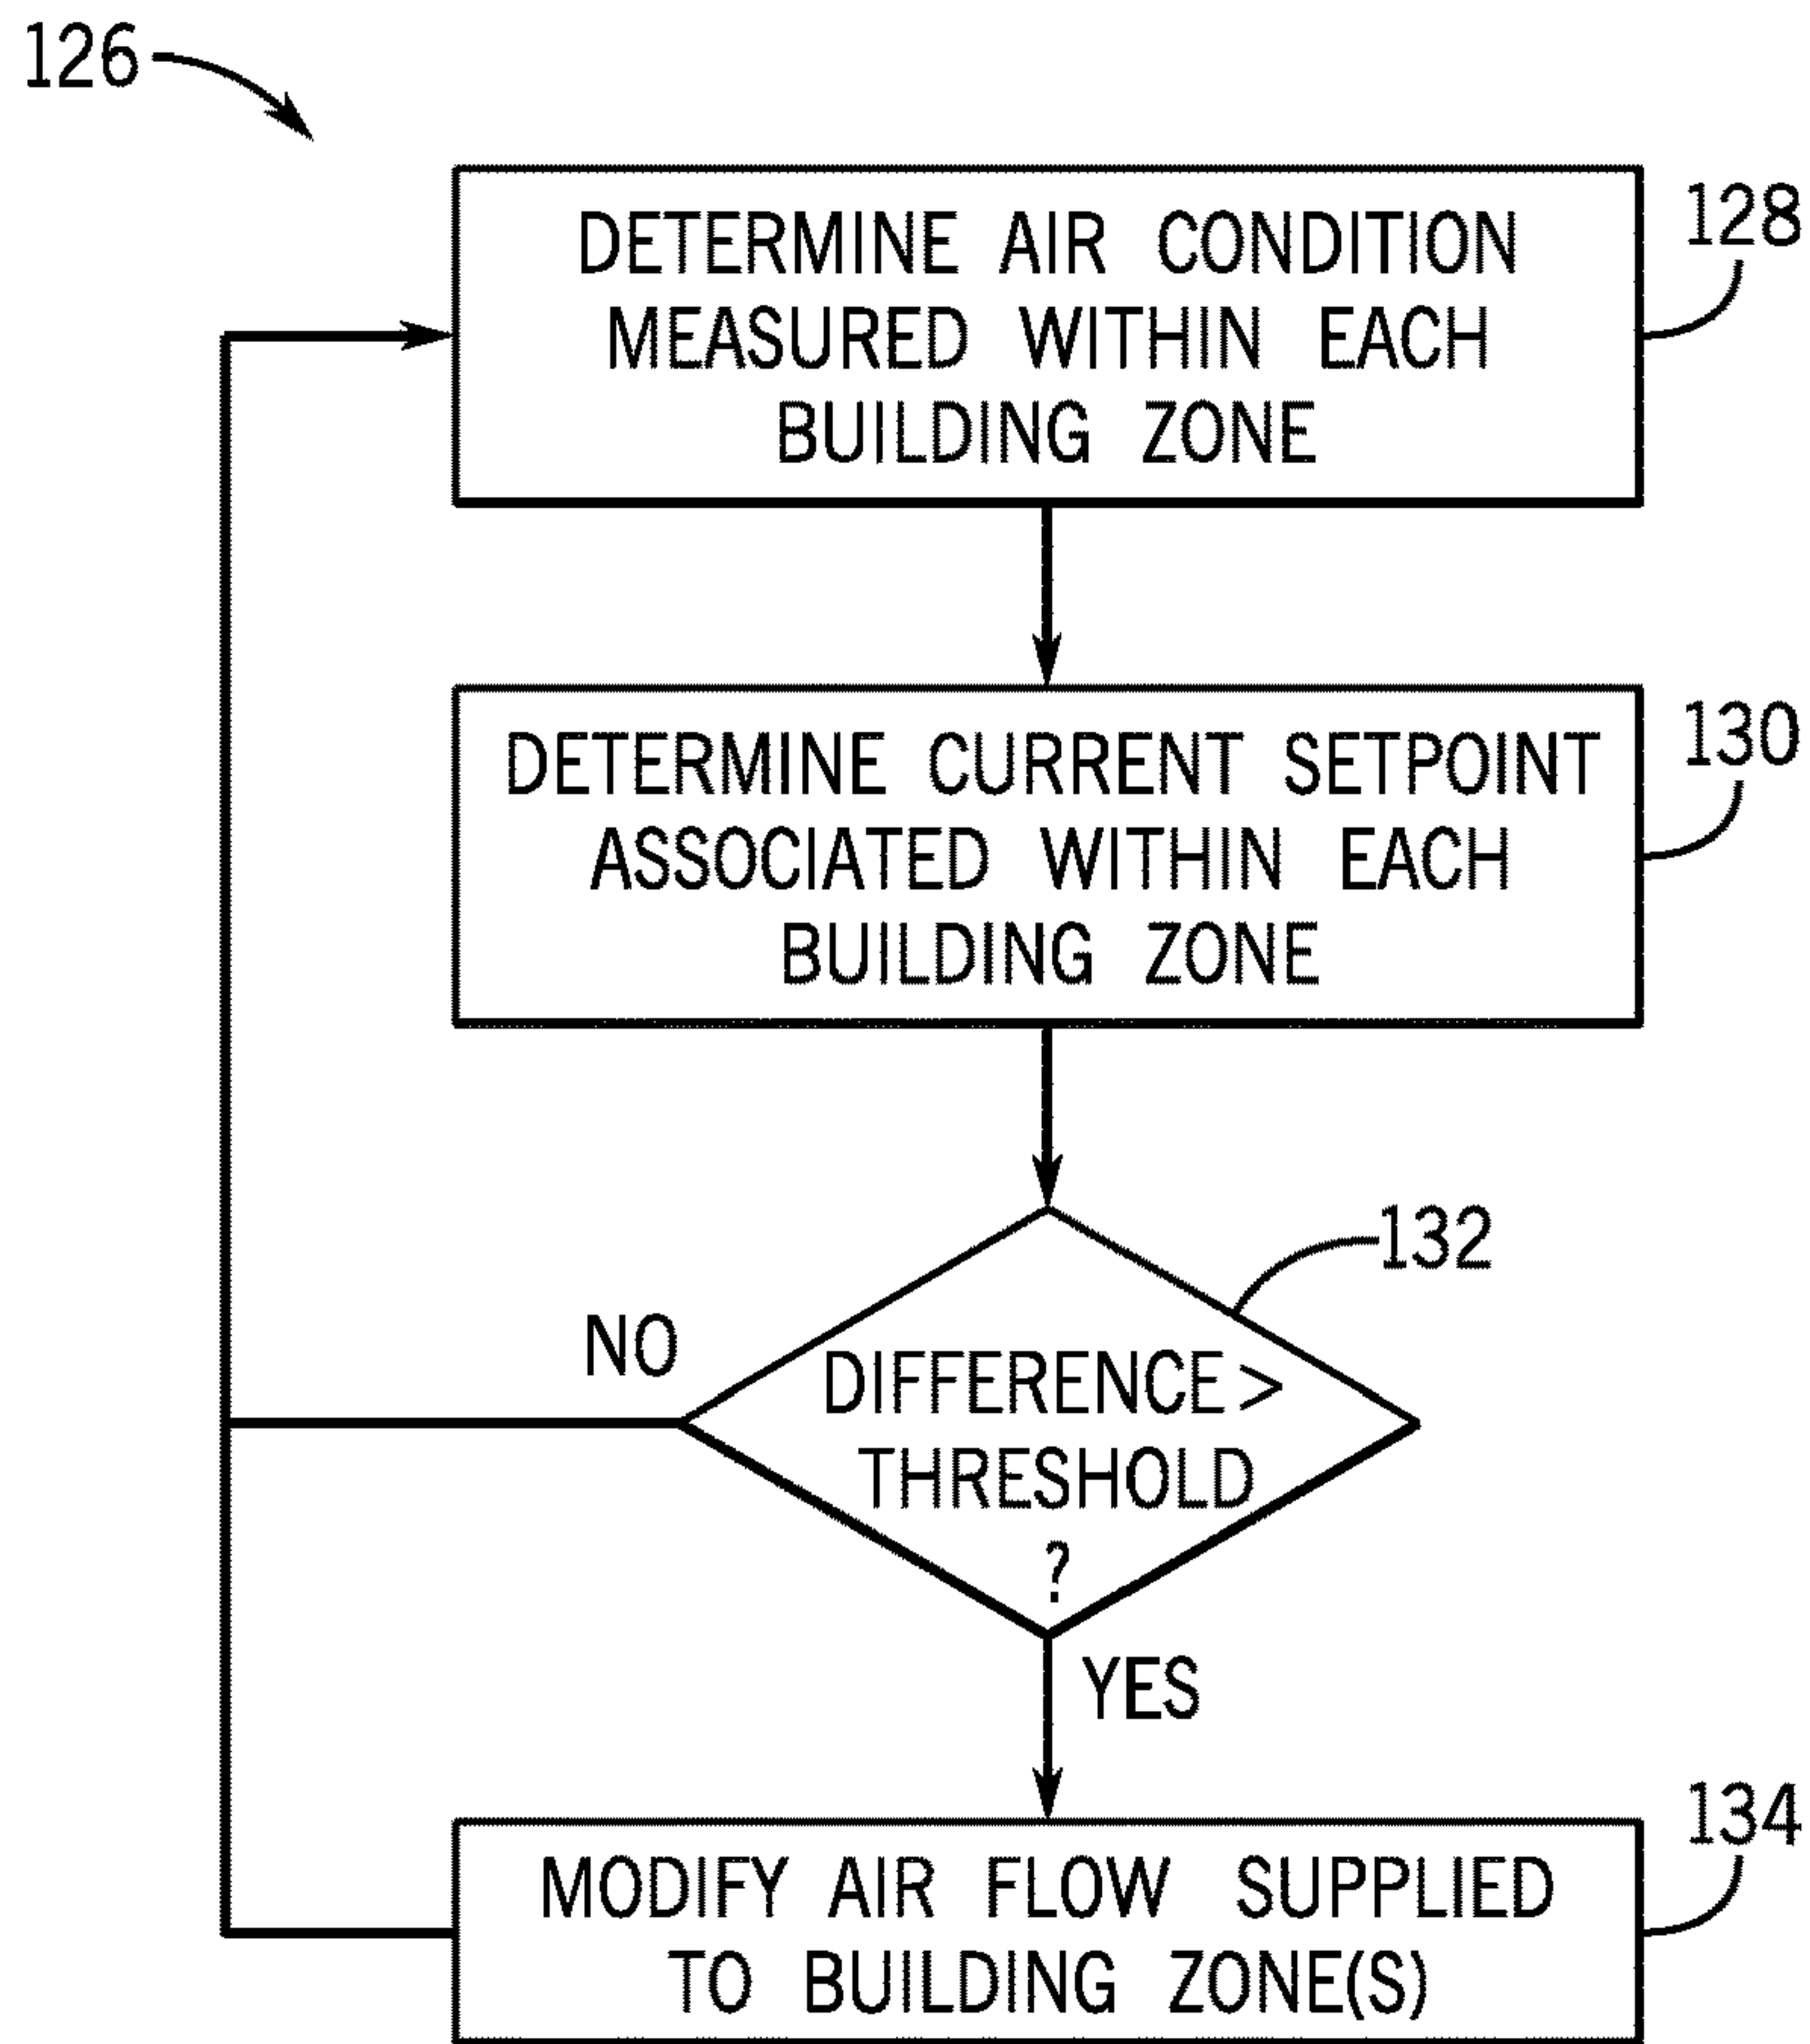 126
DETERMINE AIR CONDITION
MEASURED WITHIN EACH
BUILDING ZONE
128
DETERMINE CURRENT SETPOINT
ASSOCIATED WITHIN EACH
BUILDING ZONE
130
132
NO
DIFFERENCE >
THRESHOLD
?
YES
MODIFY AIR FLOW SUPPLIED
TO BUILDING ZONE(S)
134